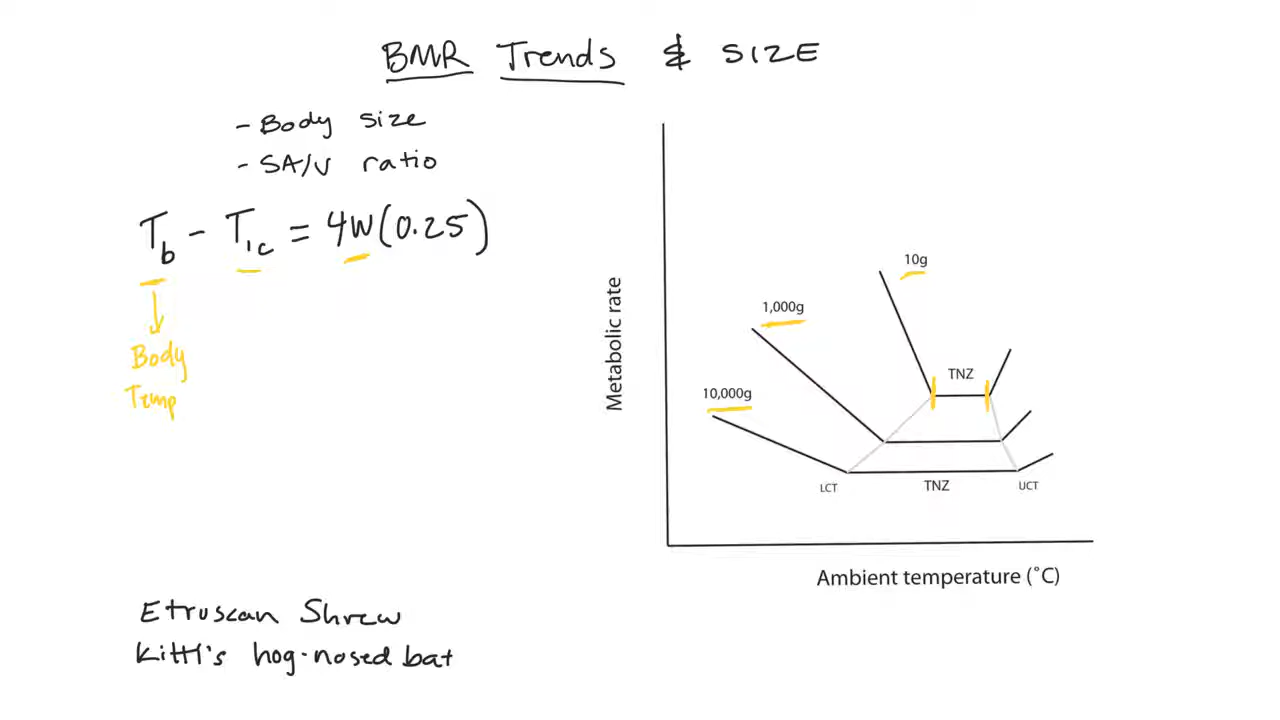 BMR Trends & SIZE
- Body size
- SA/V ratio
Tb - Tlc = 4W(0.25)
Body
Temp
Etruscan Shrew
Kittl's hog-nosed bat
Metabolic rate
10g
1,000g
10,000g
TNZ
LCT
TNZ
UCT
Ambient temperature (˚C)